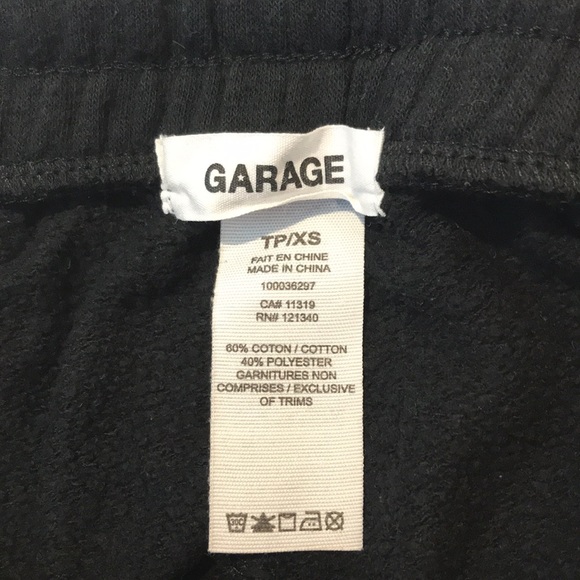 GARAGE
TP/XS
FAIT EN CHINE
MADE IN CHINA
100036297
CA# 11319
RN# 121340
60% COTON / COTTON
40% POLYESTER
GARNITURES NON
COMPRISES / EXCLUSIVE
OF TRIMS